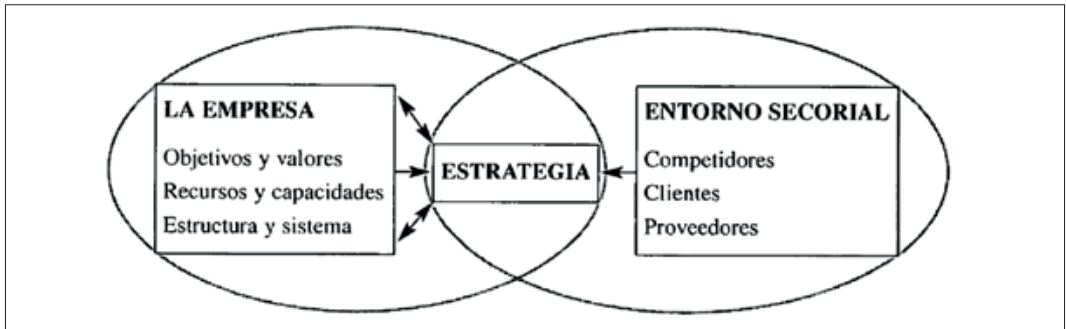 LA EMPRESA
Objetivos y valores
Recursos y capacidades
Estructura y sistema
ESTRATEGIA
ENTORNO SECORIAL
Competidores
Clientes
Proveedores